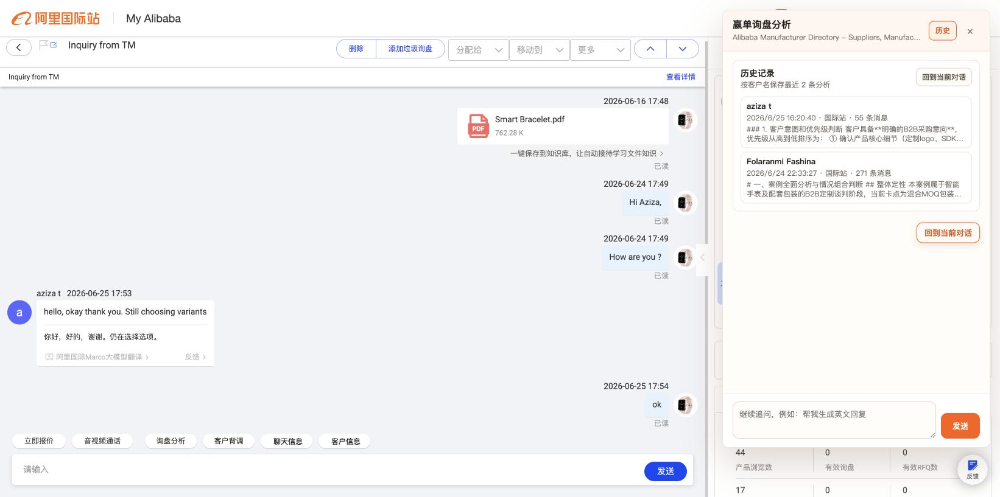 阿里国际站
My Alibaba
Inquiry from TM
删除
添加垃圾询盘
分配给
移动到
更多
Inquiry from TM
查看详情
2026-06-16 17:48
PDF
Smart Bracelet.pdf
762.28 K
一键保存到知识库，让自动接待学习文件知识 >
已读
2026-06-24 17:49
Hi Aziza,
已读
2026-06-24 17:49
How are you ?
已读
aziza t 2026-06-25 17:53
a
hello, okay thank you. Still choosing variants
你好，好的，谢谢。仍在选择选项。
阿里国际Marco大模型翻译 >
反馈 >
2026-06-25 17:54
ok
已读
立即报价
音视频通话
询盘分析
客户背调
聊天信息
客户信息
请输入
发送
赢单询盘分析
Alibaba Manufacturer Directory – Suppliers, Manufac...
历史
×
历史记录
按客户名保存最近 2 条分析
回到当前对话
aziza t
2026/6/25 16:20:40 · 国际站 · 55 条消息
### 1. 客户意图和优先级判断 客户具备**明确的B2B采购意向**，
优先级从高到低排序为： ① 确认产品核心细节（定制logo、SDK...
Folaranmi Fashina
2026/6/24 22:33:27 · 国际站 · 271 条消息
# 一、案例全面分析与情况组合判断 ## 整体定性 本案例属于智能
手表及配套包装的B2B定制谈判阶段，当前卡点为混合MOQ包装...
回到当前对话
继续追问，例如：帮我生成英文回复
发送
44
0
0
产品浏览数
有效询盘
有效RFQ数
反馈
17
0
0